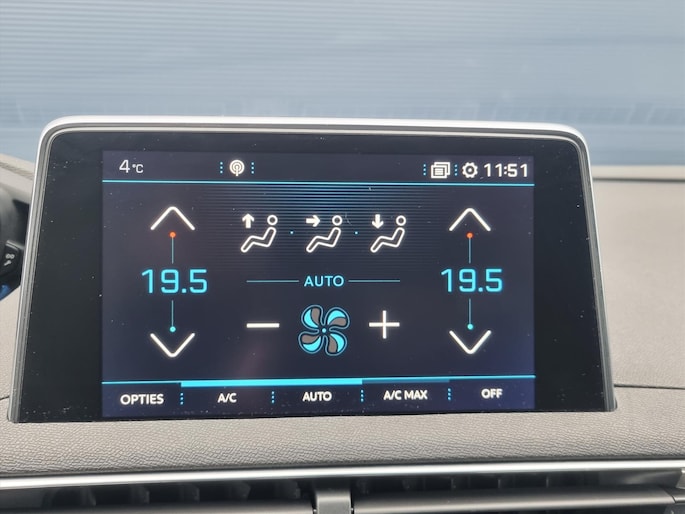 4°C 11:51
19.5 AUTO 19.5
OPTIES A/C AUTO A/C MAX OFF